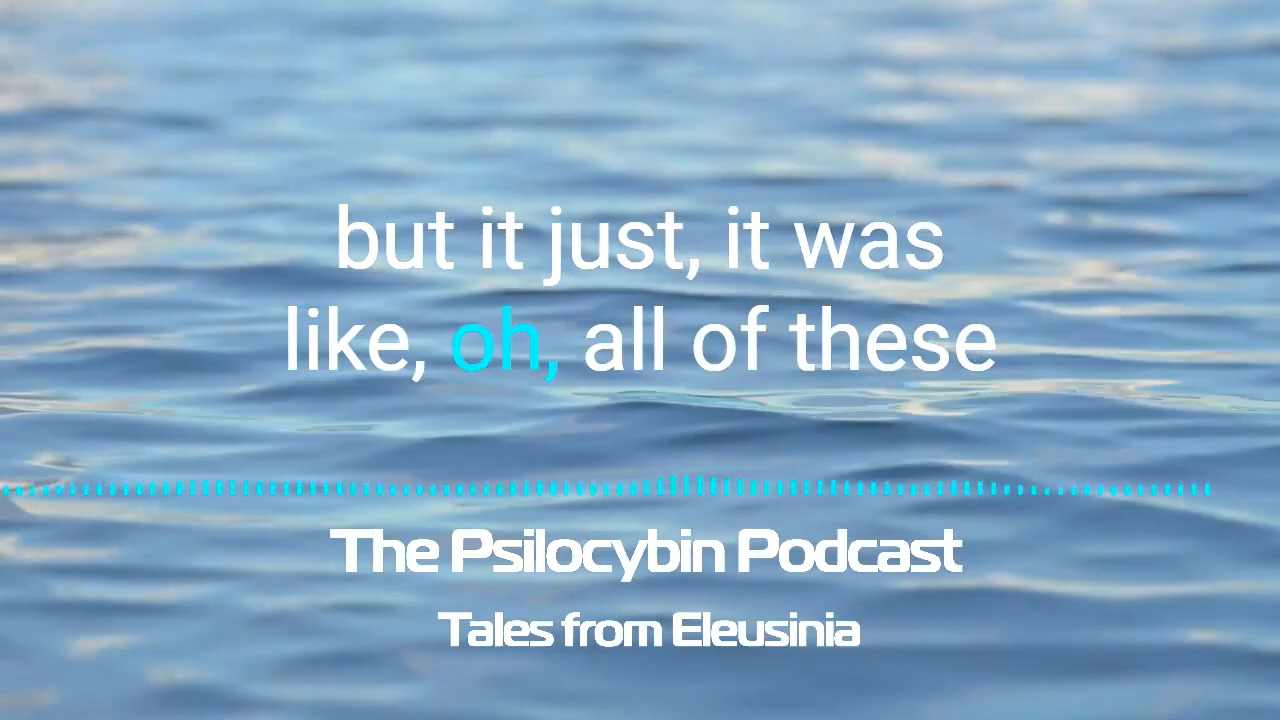 but it just, it was
like, oh, all of these
The Psilocybin Podcast
Tales from Eleusinia